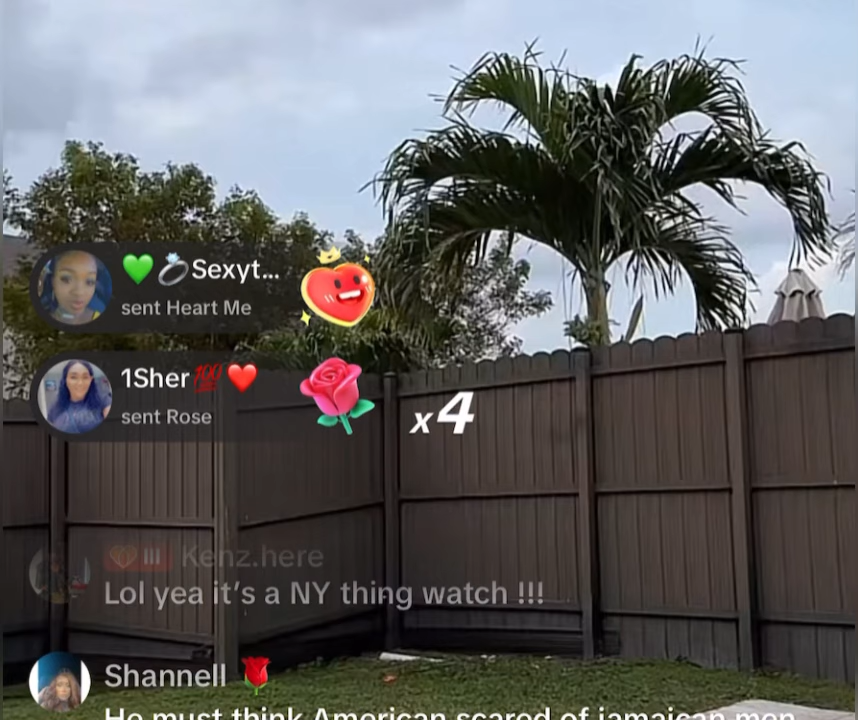 💚💍Sexyt...
sent Heart Me
1Sher💯❤️
sent Rose
x4
Kenz.here
Lol yea it’s a NY thing watch !!!
Shannell 🌹
He must think American scared of jamaican man